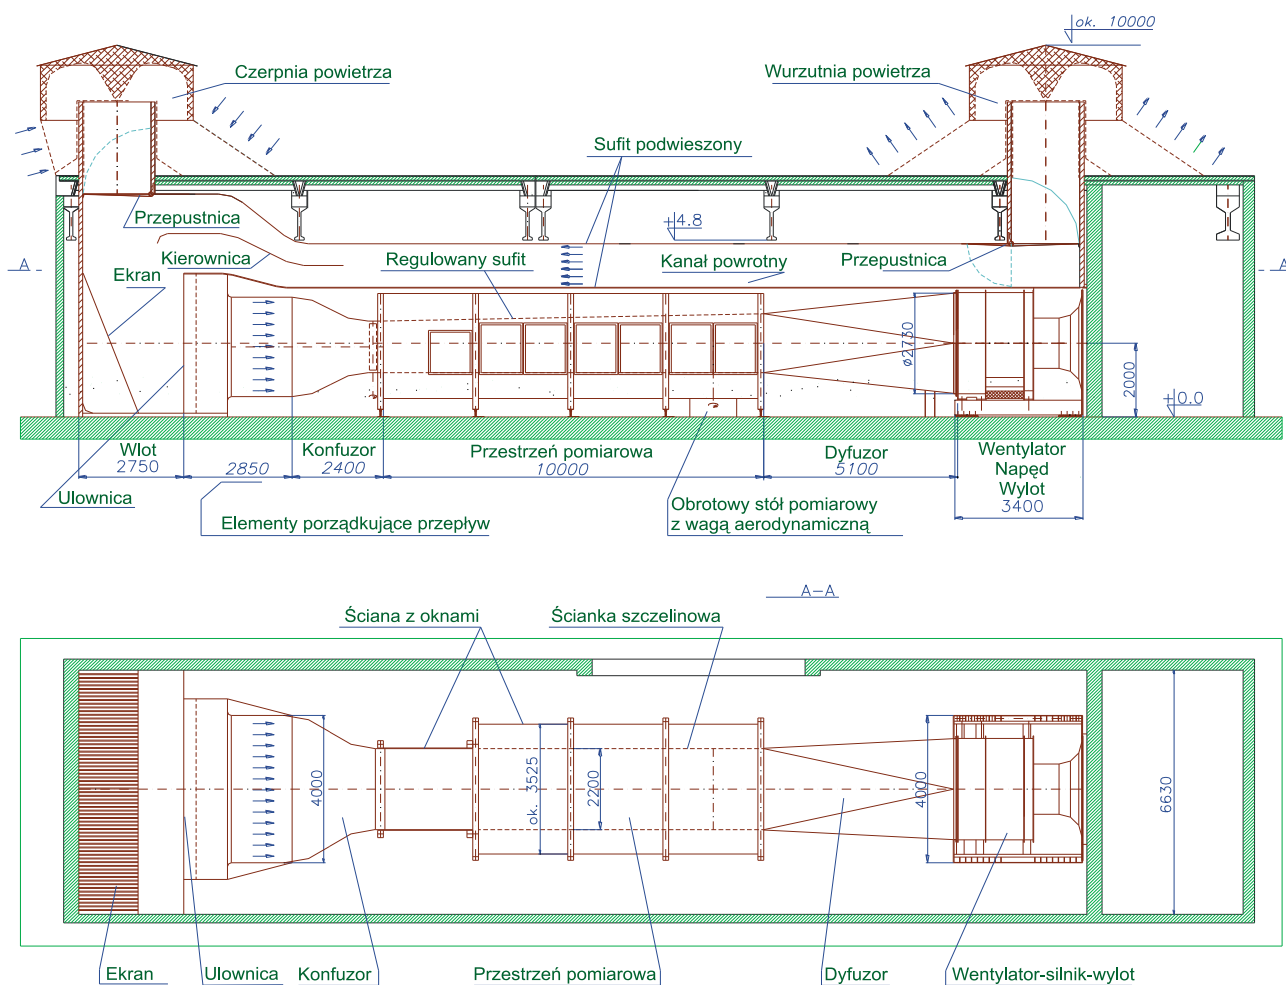 ok. 10000
Czerpnia powietrza
Wurzutnia powietrza
Sufit podwieszony
Przepustnica
+4.8
Kierownica
Regulowany sufit
Kanał powrotny
Przepustnica
A
A
Ekran
ø2730
2000
+0.0
Wlot
2750
2850
Konfuzor
2400
Przestrzeń pomiarowa
10000
Dyfuzor
5100
Wentylator
Napęd
Wylot
3400
Ulownica
Elementy porządkujące przepływ
Obrotowy stół pomiarowy
z wagą aerodynamiczną
A-A
Ściana z oknami
Ścianka szczelinowa
4000
ok. 3525
2200
4000
6630
Ekran
Ulownica
Konfuzor
Przestrzeń pomiarowa
Dyfuzor
Wentylator-silnik-wylot